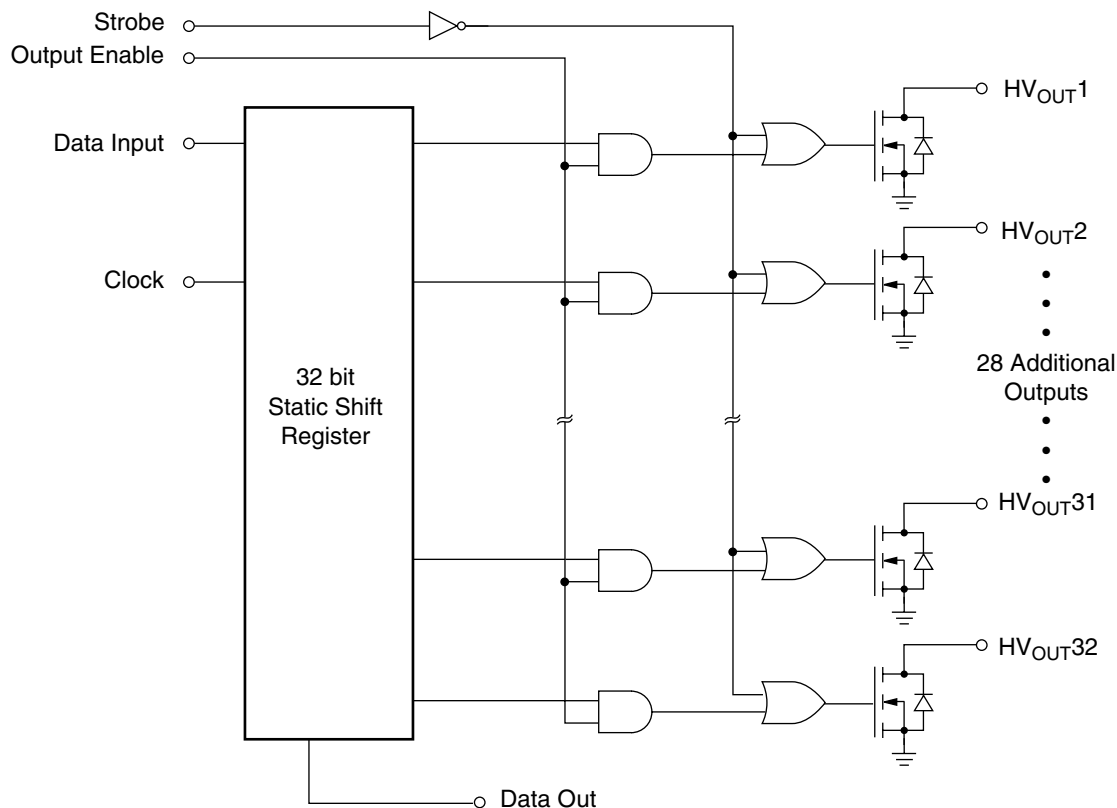 Strobe
Output Enable
HVOUT1
Data Input
HVOUT2
Clock
28 Additional
Outputs
32 bit
Static Shift
Register
HVOUT31
HVOUT32
Data Out